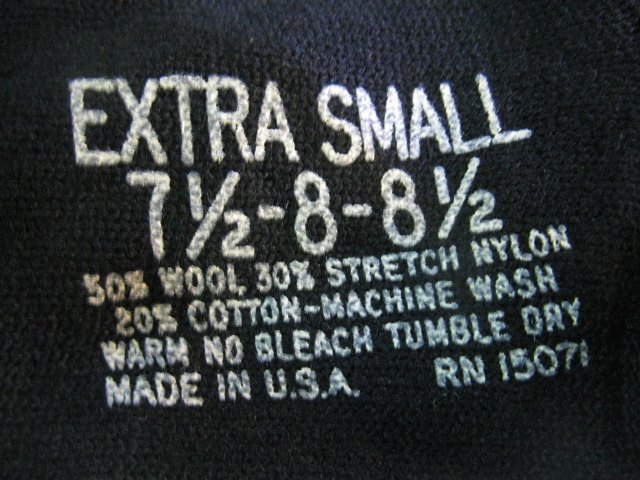 EXTRA SMALL
7½-8-8½
50% WOOL 30% STRETCH NYLON
20% COTTON-MACHINE WASH
WARM NO BLEACH TUMBLE DRY
MADE IN U.S.A. RN 15071